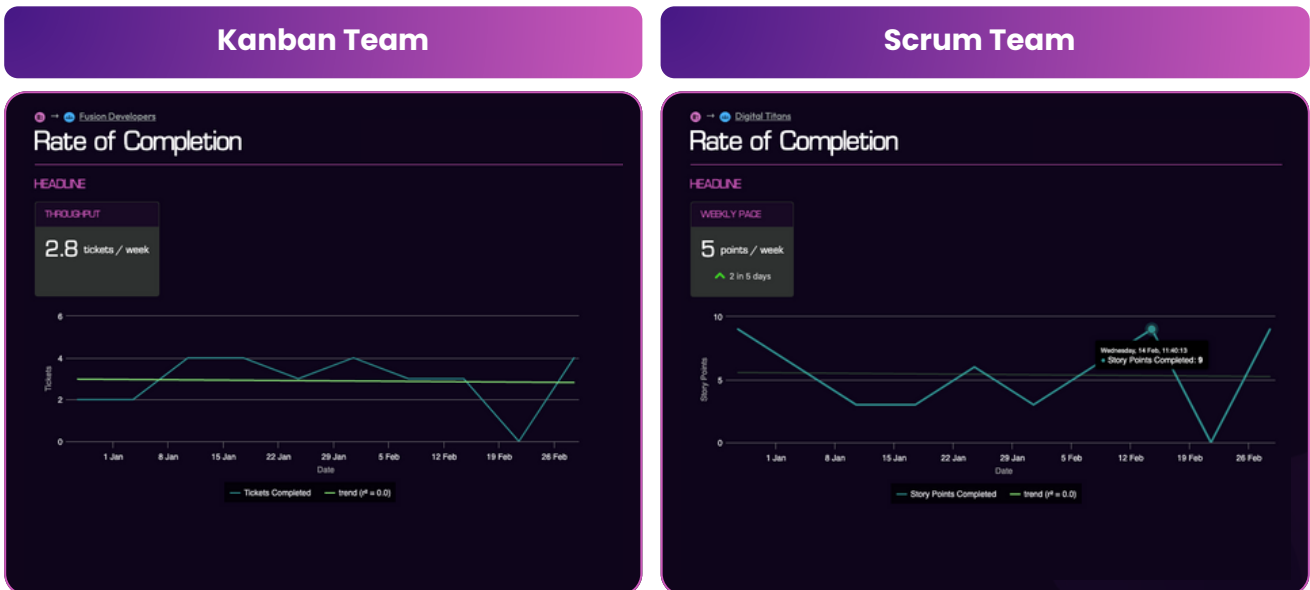 Kanban Team
Fusion Developers
Rate of Completion
HEADLINE
THROUGHPUT
2.8 tickets / week
6
4
2
0
Tickets
1 Jan 8 Jan 15 Jan 22 Jan 29 Jan 5 Feb 12 Feb 19 Feb 26 Feb
Date
Tickets Completed trend (r² = 0.0)
Scrum Team
Digital Titans
Rate of Completion
HEADLINE
WEEKLY PACE
5 points / week
2 in 5 days
10
5
0
Story Points
Wednesday, 14 Feb, 11:40:13
Story Points Completed: 9
1 Jan 8 Jan 15 Jan 22 Jan 29 Jan 5 Feb 12 Feb 19 Feb 26 Feb
Date
Story Points Completed trend (r² = 0.0)